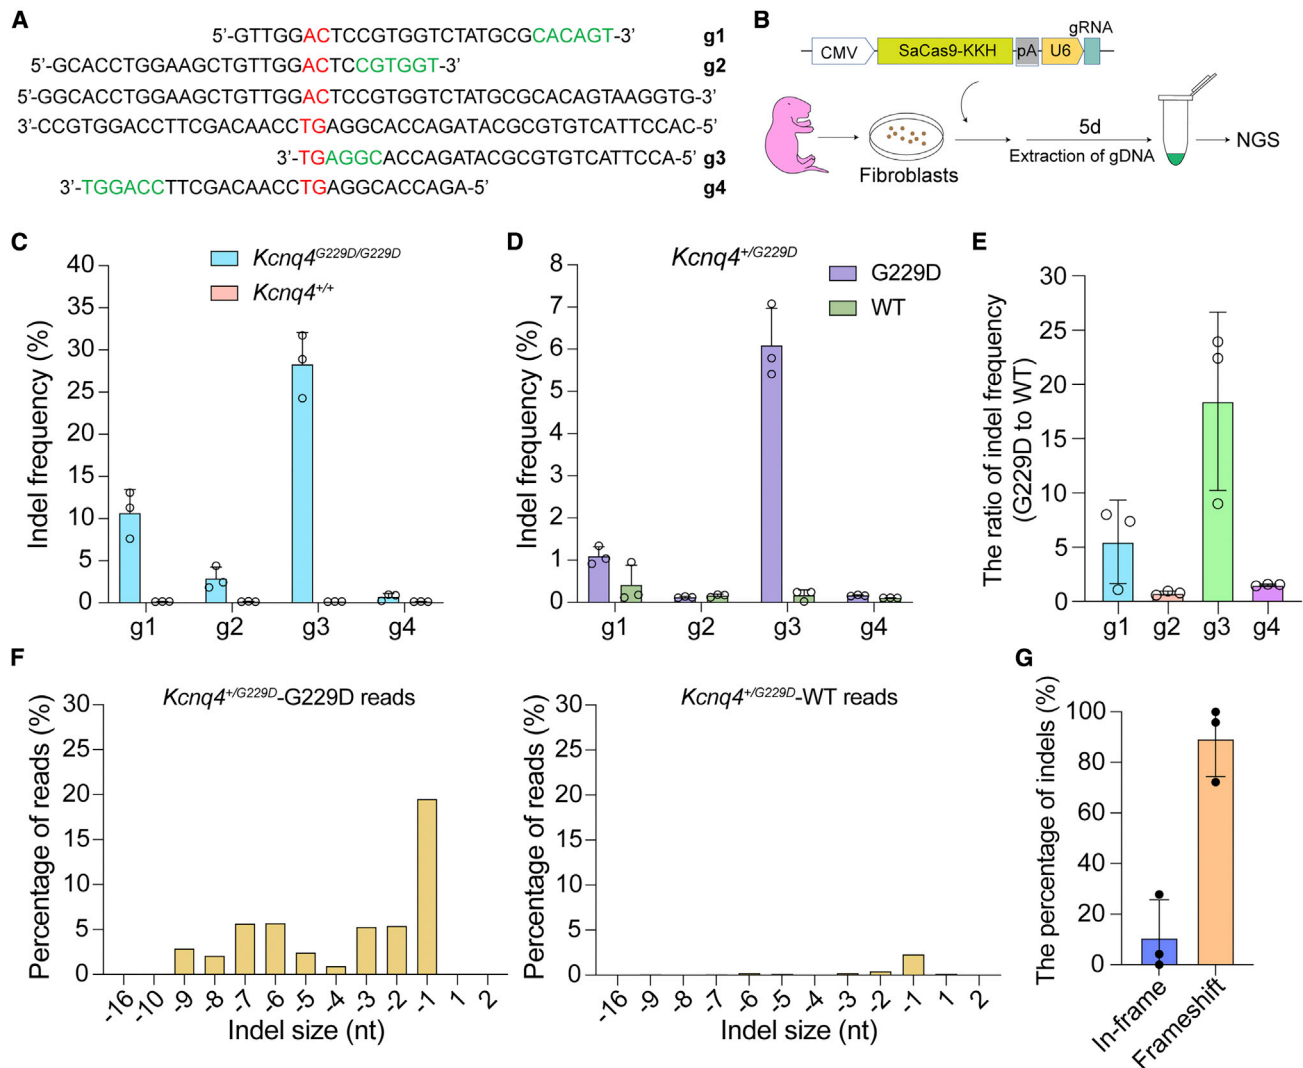 A
5'-GTTGGACTCCGTGGTCTATGCGCACAGT-3' g1
5'-GCACCTGGAAGCTGTTGGACTCCGTGGT-3' g2
5'-GGCACCTGGAAGCTGTTGGACTCCGTGGTCTATGCGCACAGTAAGGTG-3'
3'-CCGTGGACCTTCGACAACCTGAGGCACCAGATACGCGTGTCATTCCAC-5'
3'-TGAGGCACCAGATACGCGTGTCATTCCA-5' g3
3'-TGGACCTTCGACAACCTGAGGCACCAGA-5' g4
B
gRNA
CMV SaCas9-KKH pA U6
5d
Extraction of gDNA
NGS
Fibroblasts
C
Kcnq4G229D/G229D
Kcnq4+/+
Indel frequency (%)
40
35
30
25
20
15
10
5
0
g1 g2 g3 g4
D
Kcnq4+/G229D
G229D
WT
Indel frequency (%)
8
7
6
5
4
3
2
1
0
g1 g2 g3 g4
E
The ratio of indel frequency
(G229D to WT)
30
25
20
15
10
5
0
g1 g2 g3 g4
F
Kcnq4+/G229D-G229D reads
Percentage of reads (%)
30
25
20
15
10
5
0
-16 -10 -9 -8 -7 -6 -5 -4 -3 -2 -1 1 2
Indel size (nt)
Kcnq4+/G229D-WT reads
Percentage of reads (%)
30
25
20
15
10
5
0
-16 -9 -8 -7 -6 -5 -4 -3 -2 -1 1 2
Indel size (nt)
G
The percentage of indels (%)
100
80
60
40
20
0
In-frame
Frameshift